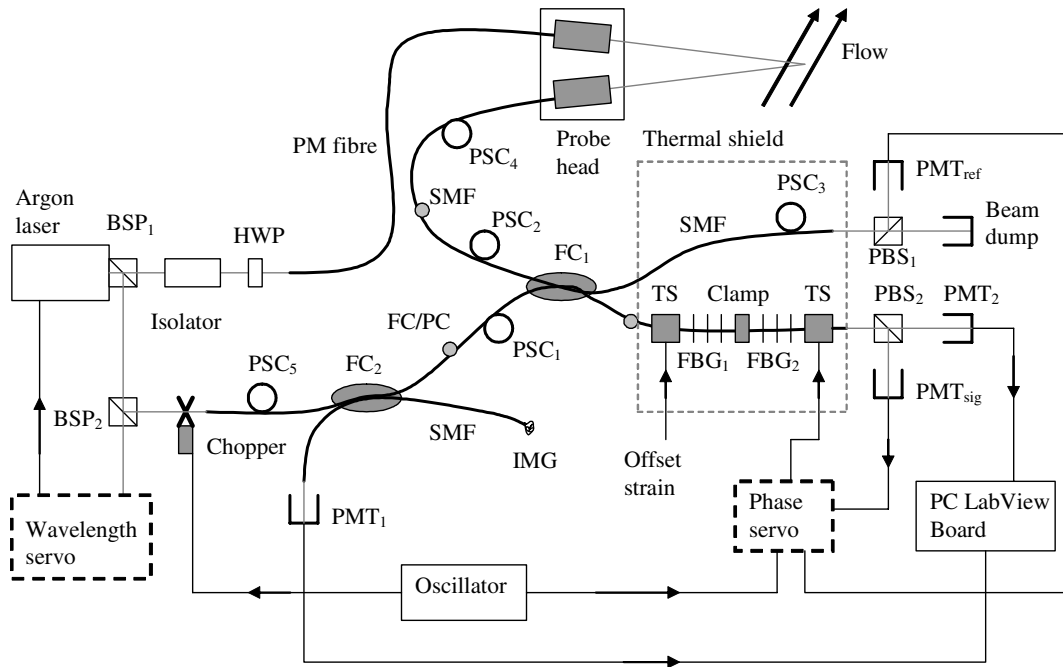 Flow
Probe
head
Thermal shield
PM fibre
PSC4
PSC3
PMTref
SMF
Argon
laser
BSP1
HWP
PSC2
SMF
Beam
dump
FC1
PBS1
Isolator
TS
Clamp
TS
PBS2
PMT2
FC/PC
PSC1
FBG1
FBG2
PSC5
FC2
PMTsig
BSP2
Chopper
SMF
IMG
Offset
strain
Wavelength
servo
PMT1
Phase
servo
PC LabView
Board
Oscillator